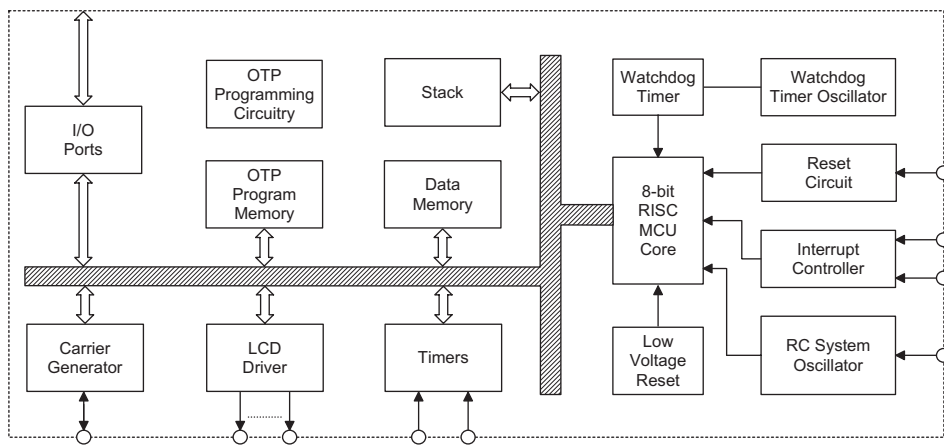 I/O
Ports
OTP
Programming
Circuitry
Stack
Watchdog
Timer
Watchdog
Timer Oscillator
OTP
Program
Memory
Data
Memory
8-bit
RISC
MCU
Core
Reset
Circuit
Interrupt
Controller
Carrier
Generator
LCD
Driver
Timers
Low
Voltage
Reset
RC System
Oscillator